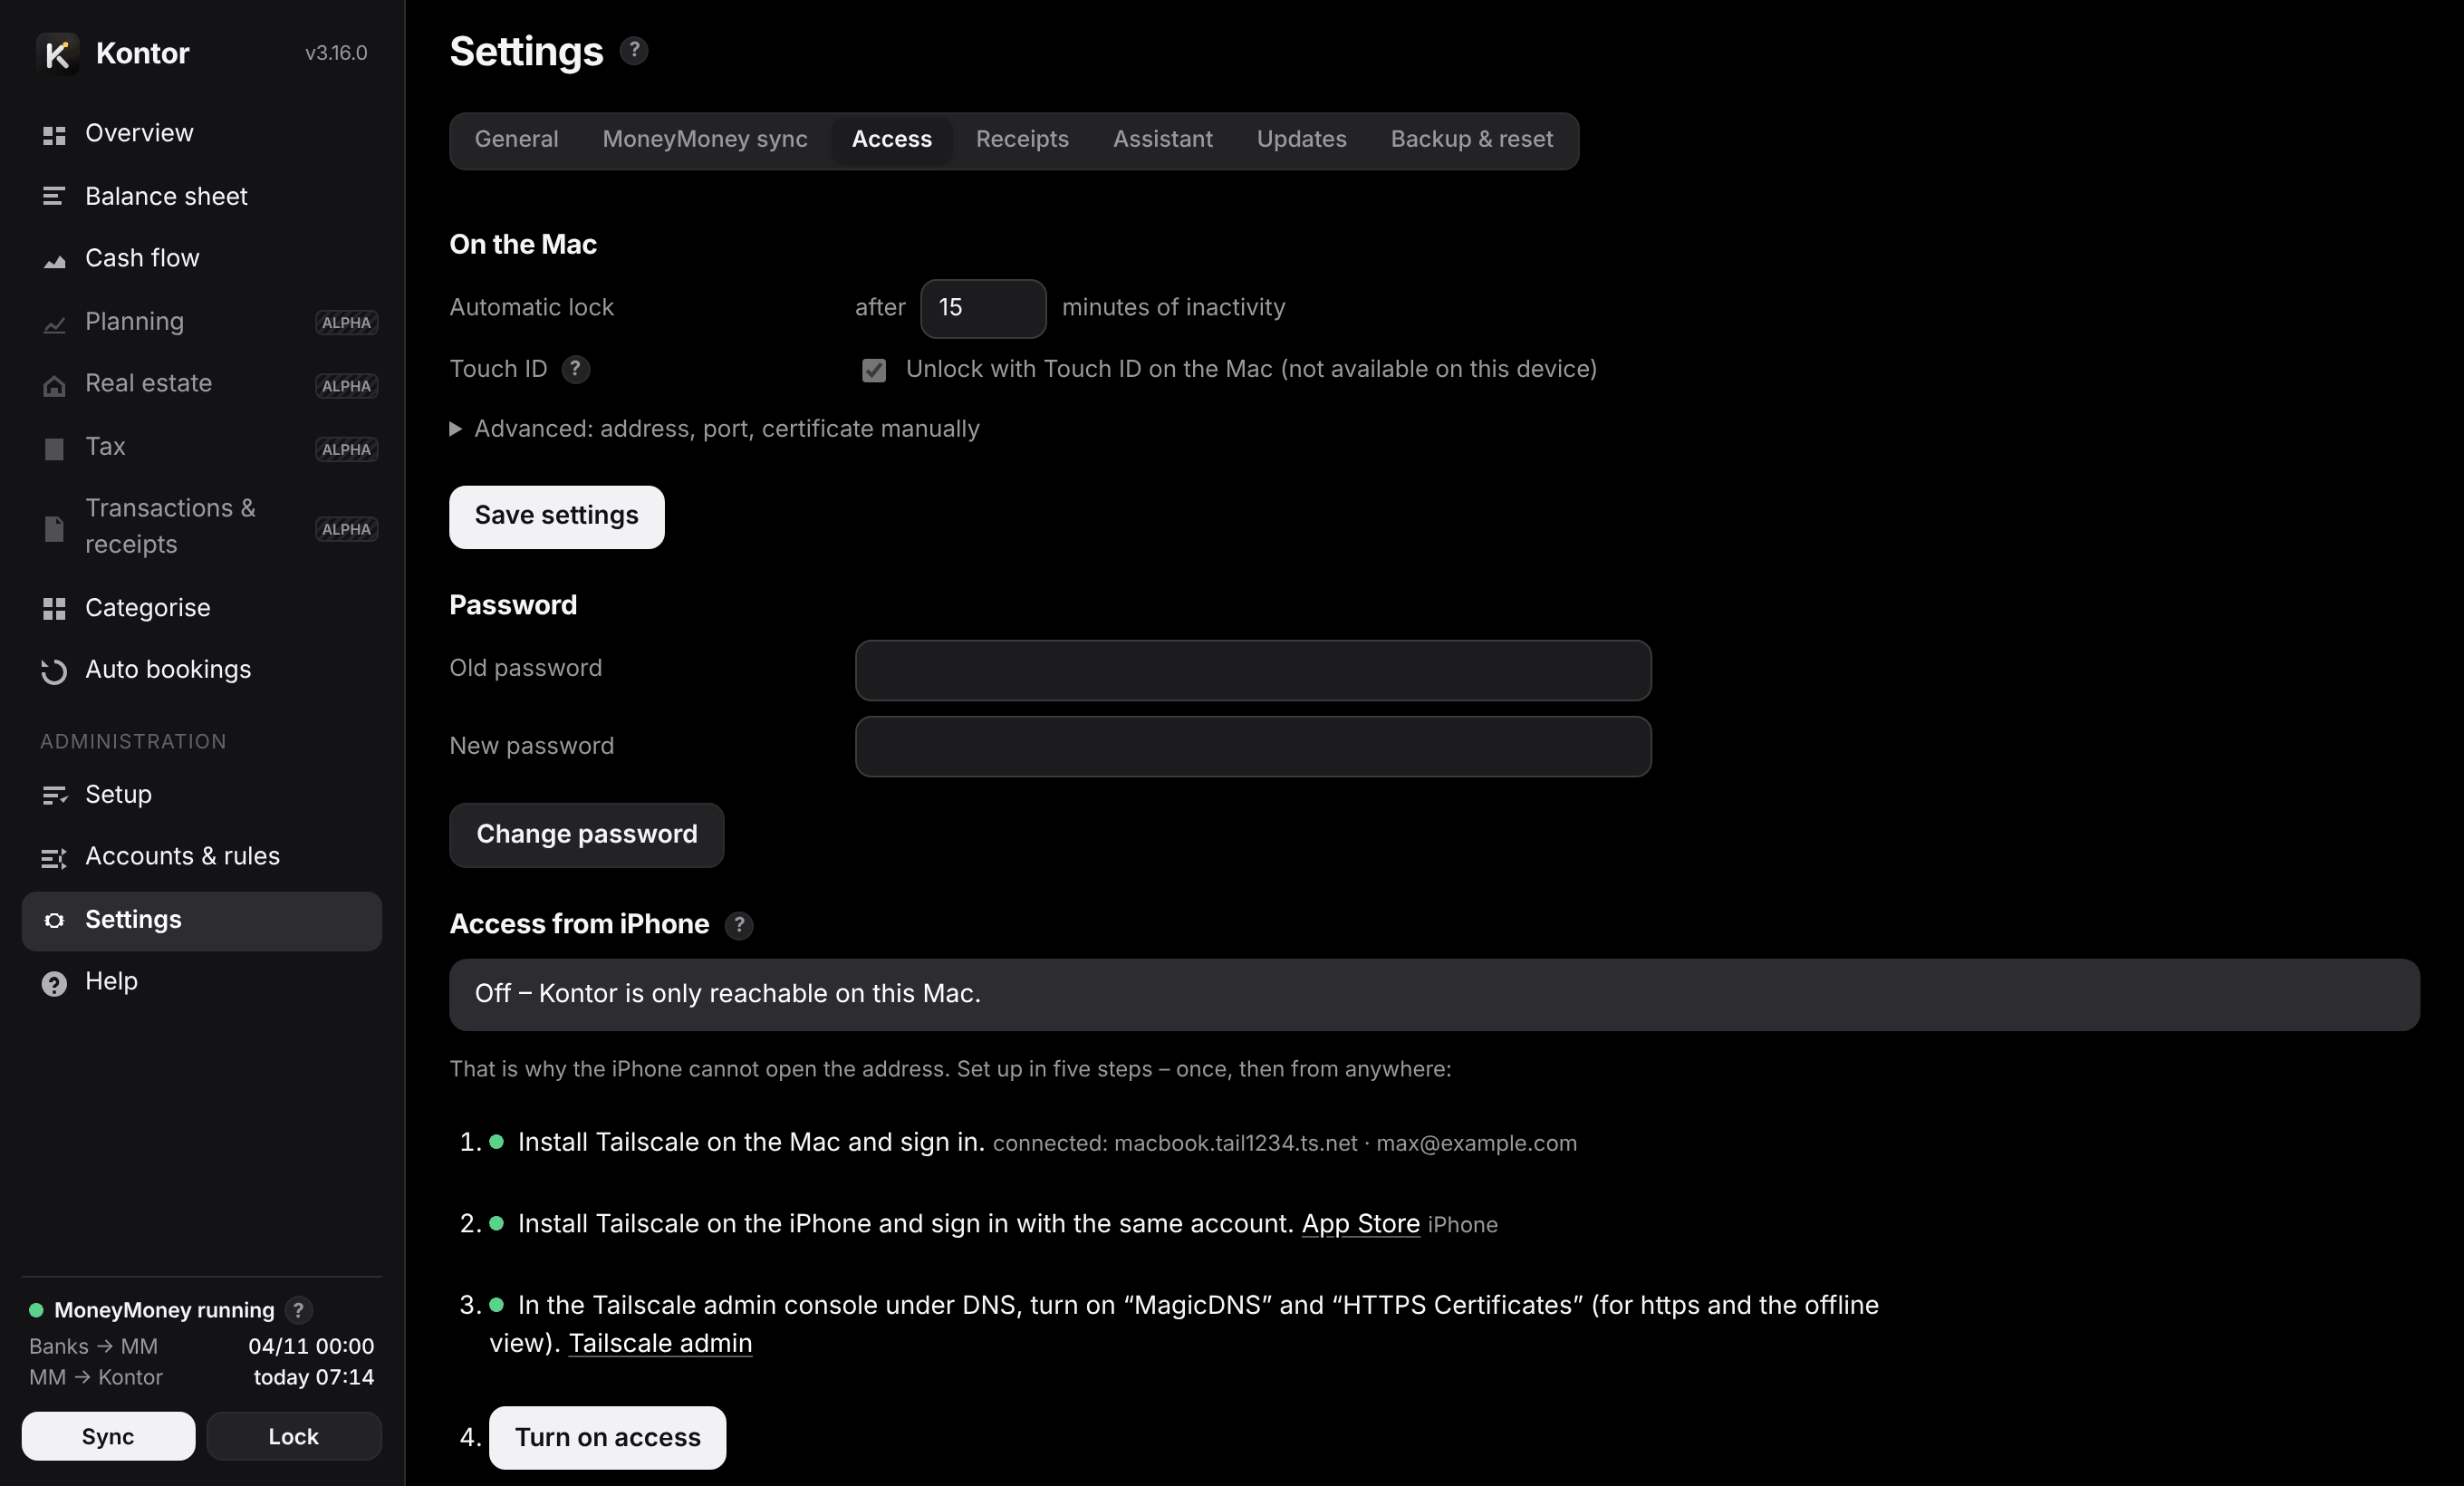 Kontor
v3.16.0
Overview
Balance sheet
Cash flow
Planning
ALPHA
Real estate
ALPHA
Tax
ALPHA
Transactions &
receipts
ALPHA
Categorise
Auto bookings
ADMINISTRATION
Setup
Accounts & rules
Settings
Help
MoneyMoney running ?
Banks → MM 04/11 00:00
MM → Kontor today 07:14
Sync Lock
Settings ?
General MoneyMoney sync Access Receipts Assistant Updates Backup & reset
On the Mac
Automatic lock after 15 minutes of inactivity
Touch ID ? Unlock with Touch ID on the Mac (not available on this device)
Advanced: address, port, certificate manually
Save settings
Password
Old password
New password
Change password
Access from iPhone ?
Off – Kontor is only reachable on this Mac.
That is why the iPhone cannot open the address. Set up in five steps – once, then from anywhere:
1. Install Tailscale on the Mac and sign in. connected: macbook.tail1234.ts.net · max@example.com
2. Install Tailscale on the iPhone and sign in with the same account. App Store iPhone
3. In the Tailscale admin console under DNS, turn on “MagicDNS” and “HTTPS Certificates” (for https and the offline
view). Tailscale admin
4. Turn on access